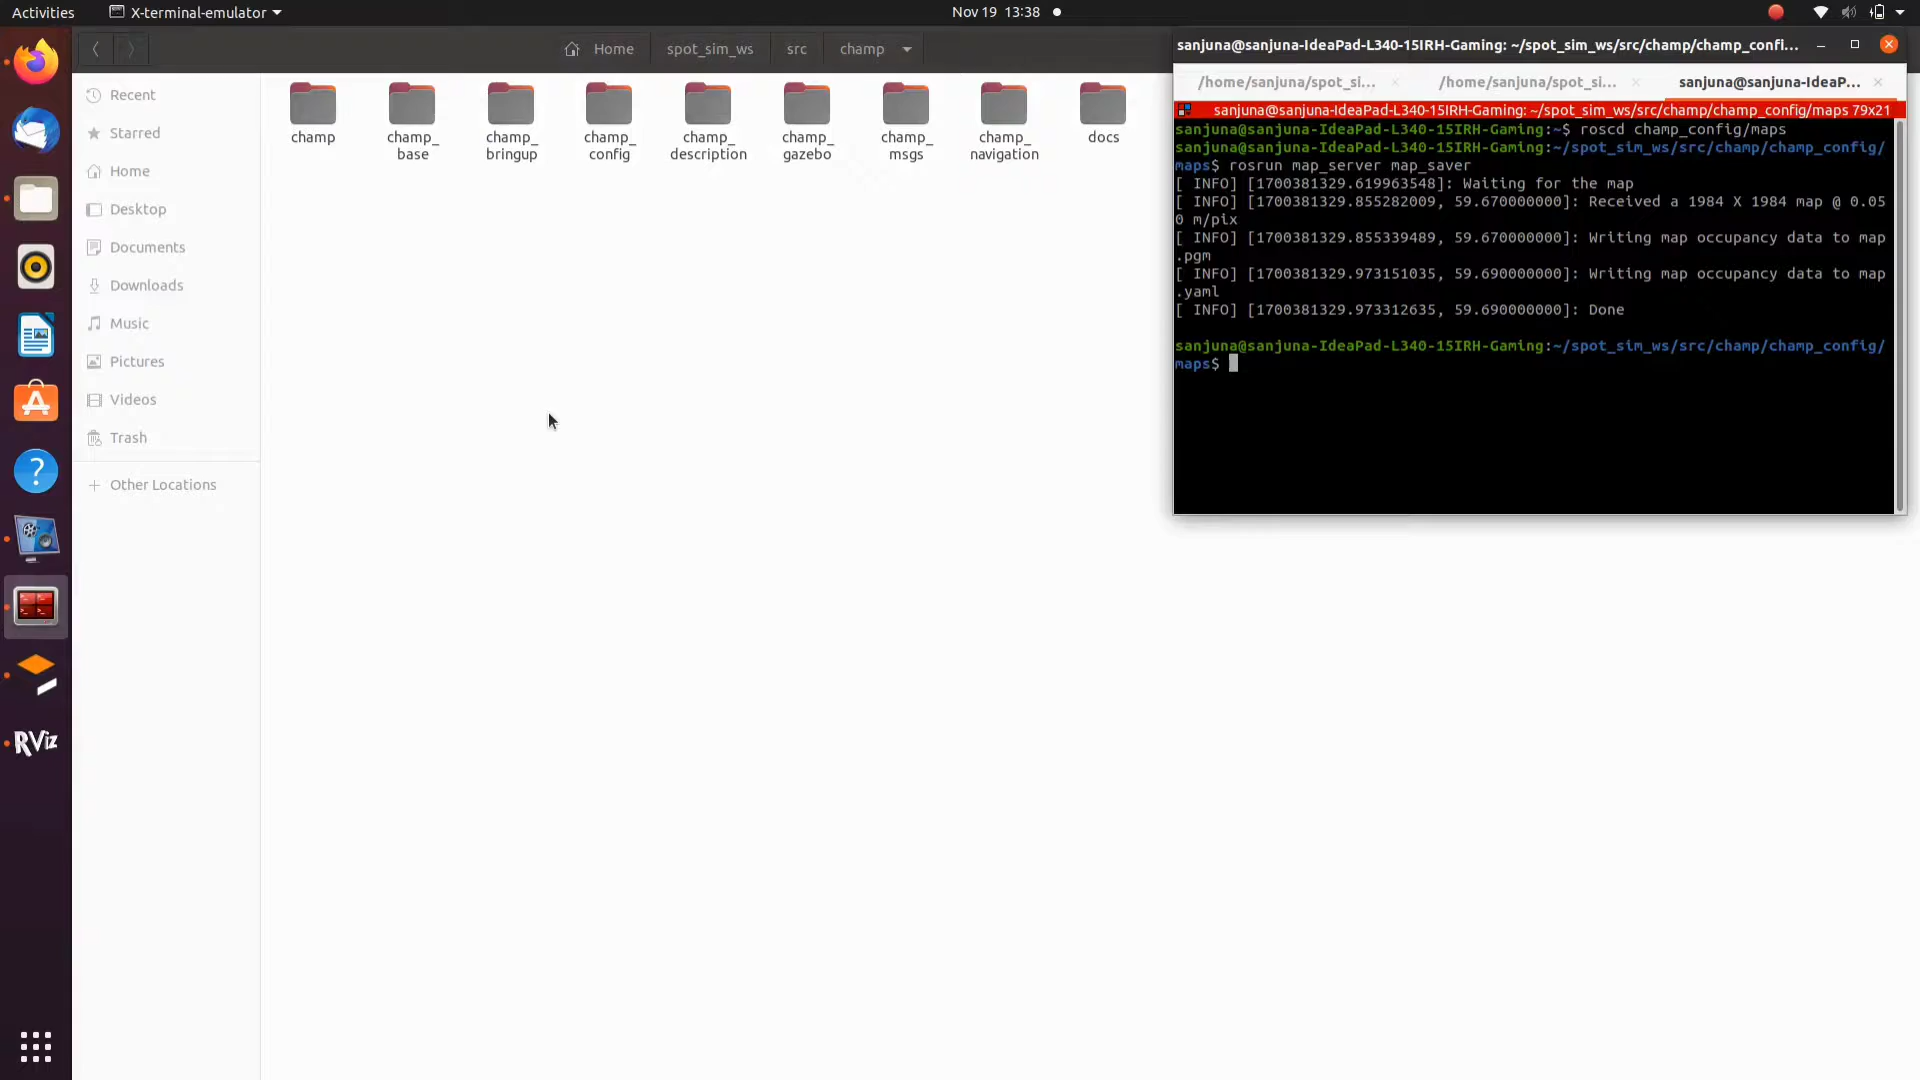 Activities
X-terminal-emulator
Nov 19 13:38
Home
spot_sim_ws
src
champ
Recent
Starred
Home
Desktop
Documents
Downloads
Music
Pictures
Videos
Trash
+ Other Locations
champ
champ_
base
champ_
bringup
champ_
config
champ_
description
champ_
gazebo
champ_
msgs
champ_
navigation
docs
sanjuna@sanjuna-IdeaPad-L340-15IRH-Gaming: ~/spot_sim_ws/src/champ/champ_confi...
/home/sanjuna/spot_si...
/home/sanjuna/spot_si...
sanjuna@sanjuna-IdeaP...
sanjuna@sanjuna-IdeaPad-L340-15IRH-Gaming: ~/spot_sim_ws/src/champ/champ_config/maps 79x21
sanjuna@sanjuna-IdeaPad-L340-15IRH-Gaming:~$ roscd champ_config/maps
sanjuna@sanjuna-IdeaPad-L340-15IRH-Gaming:~/spot_sim_ws/src/champ/champ_config/
maps$ rosrun map_server map_saver
[ INFO] [1700381329.619963548]: Waiting for the map
[ INFO] [1700381329.855282009, 59.670000000]: Received a 1984 X 1984 map @ 0.05
0 m/pix
[ INFO] [1700381329.855339489, 59.670000000]: Writing map occupancy data to map
.pgm
[ INFO] [1700381329.973151035, 59.690000000]: Writing map occupancy data to map
.yaml
[ INFO] [1700381329.973312635, 59.690000000]: Done
sanjuna@sanjuna-IdeaPad-L340-15IRH-Gaming:~/spot_sim_ws/src/champ/champ_config/
maps$
?
RViz